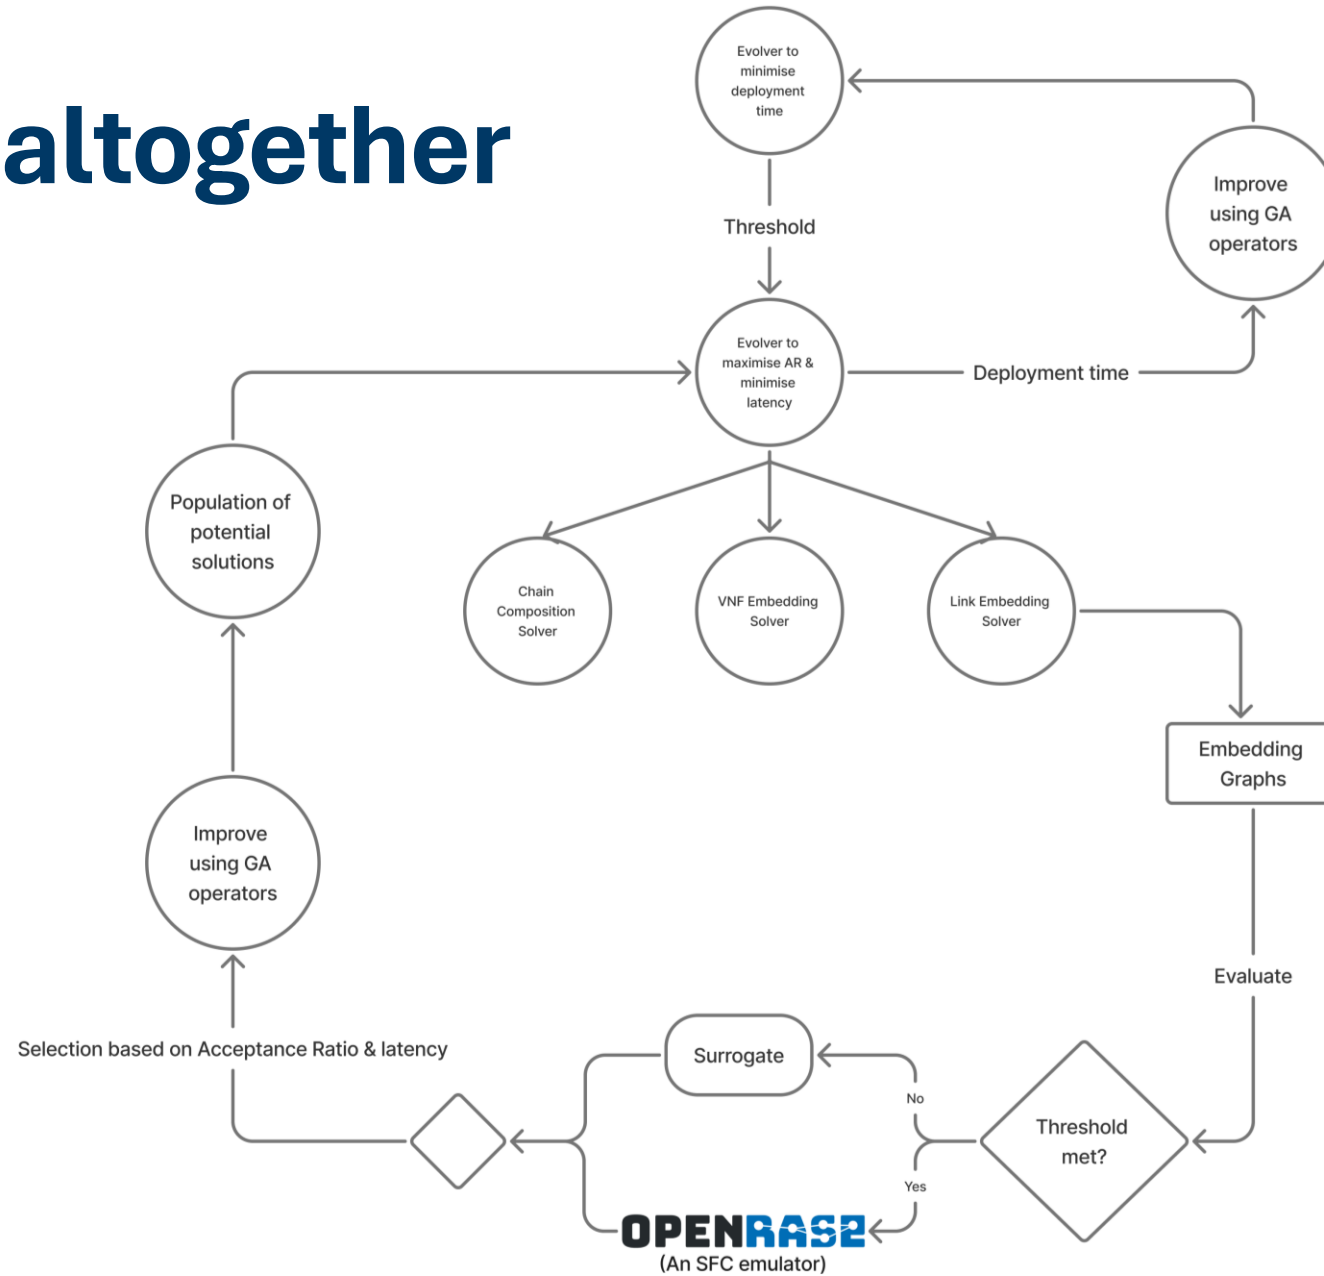 altogether
Evolver to
minimise
deployment
time
Improve
using GA
operators
Threshold
Evolver to
maximise AR &
minimise
latency
Deployment time
Population of
potential
solutions
Chain
Composition
Solver
VNF Embedding
Solver
Link Embedding
Solver
Embedding
Graphs
Improve
using GA
operators
Evaluate
Selection based on Acceptance Ratio & latency
Surrogate
No
Threshold
met?
Yes
OPENRASE
(An SFC emulator)